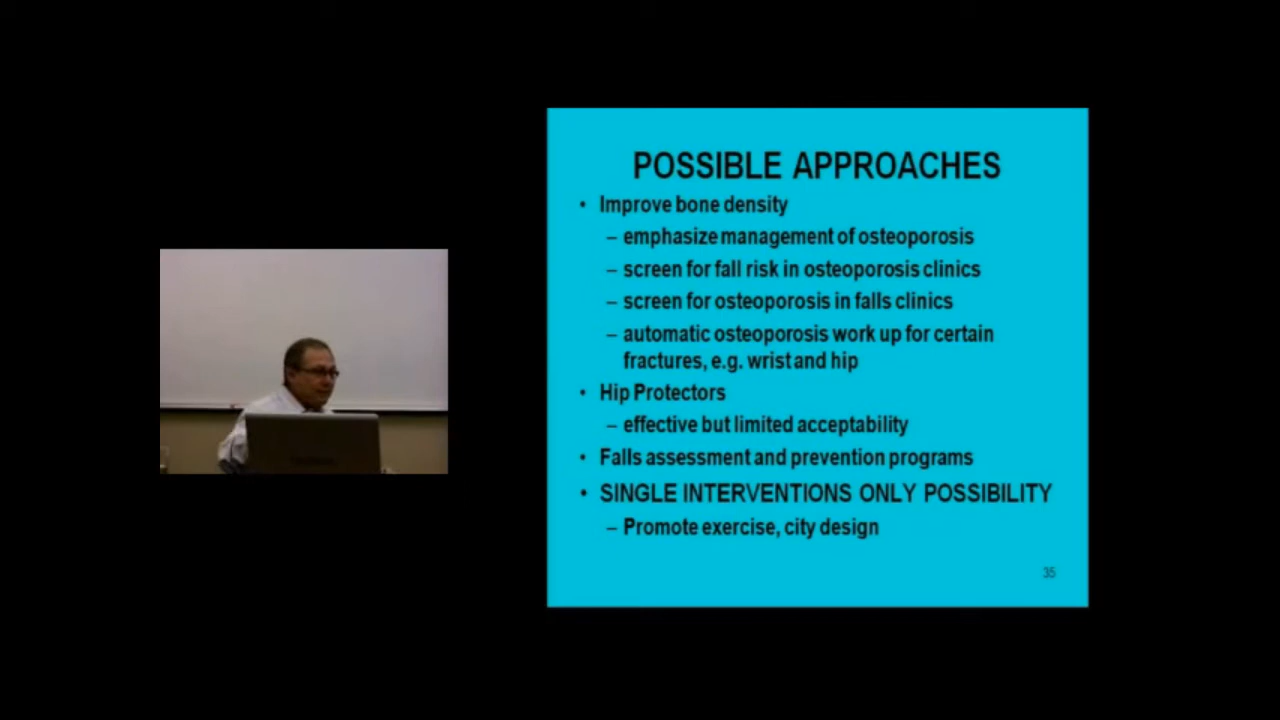 POSSIBLE APPROACHES
• Improve bone density
– emphasize management of osteoporosis
– screen for fall risk in osteoporosis clinics
– screen for osteoporosis in falls clinics
– automatic osteoporosis work up for certain
fractures, e.g. wrist and hip
• Hip Protectors
– effective but limited acceptability
• Falls assessment and prevention programs
• SINGLE INTERVENTIONS ONLY POSSIBILITY
– Promote exercise, city design
35